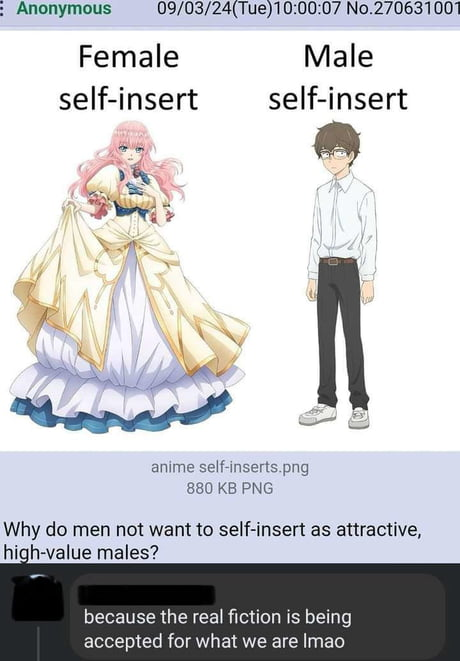 Anonymous 09/03/24(Tue)10:00:07 No.270631001
Female self-insert
Male self-insert
anime self-inserts.png
880 KB PNG
Why do men not want to self-insert as attractive,
high-value males?
because the real fiction is being
accepted for what we are lmao